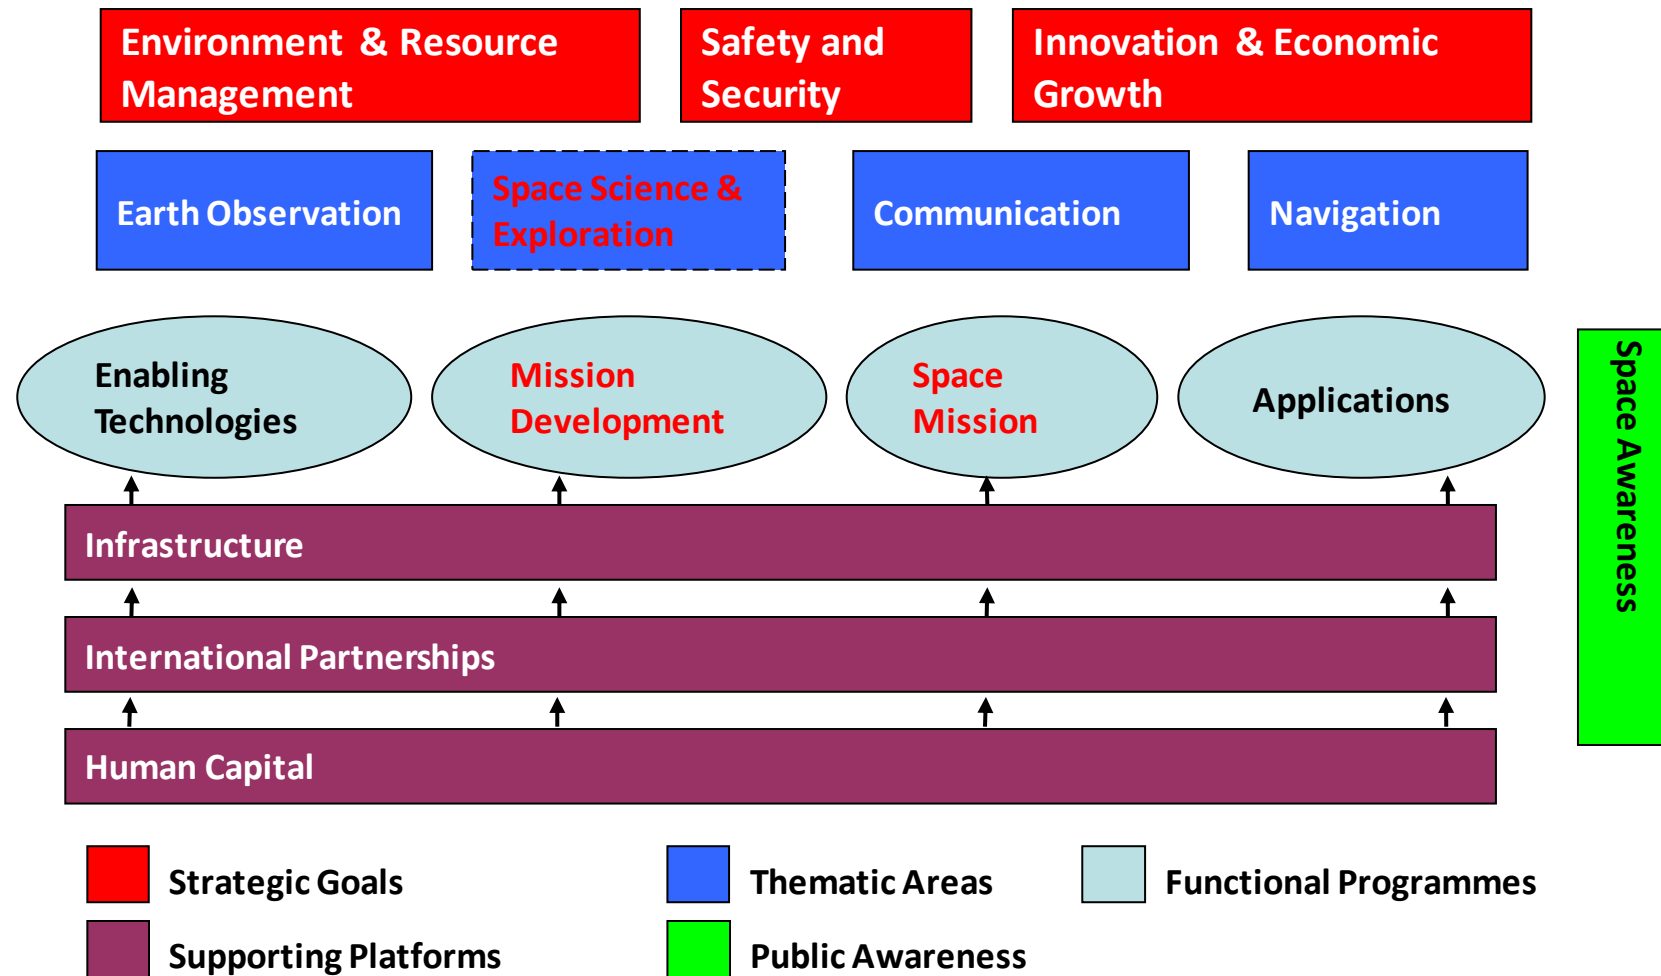 Environment & Resource
Management
Safety and
Security
Innovation & Economic
Growth
Earth Observation
Space Science &
Exploration
Communication
Navigation
Enabling
Technologies
Mission
Development
Space
Mission
Applications
Space Awareness
Infrastructure
International Partnerships
Human Capital
Strategic Goals
Thematic Areas
Functional Programmes
Supporting Platforms
Public Awareness